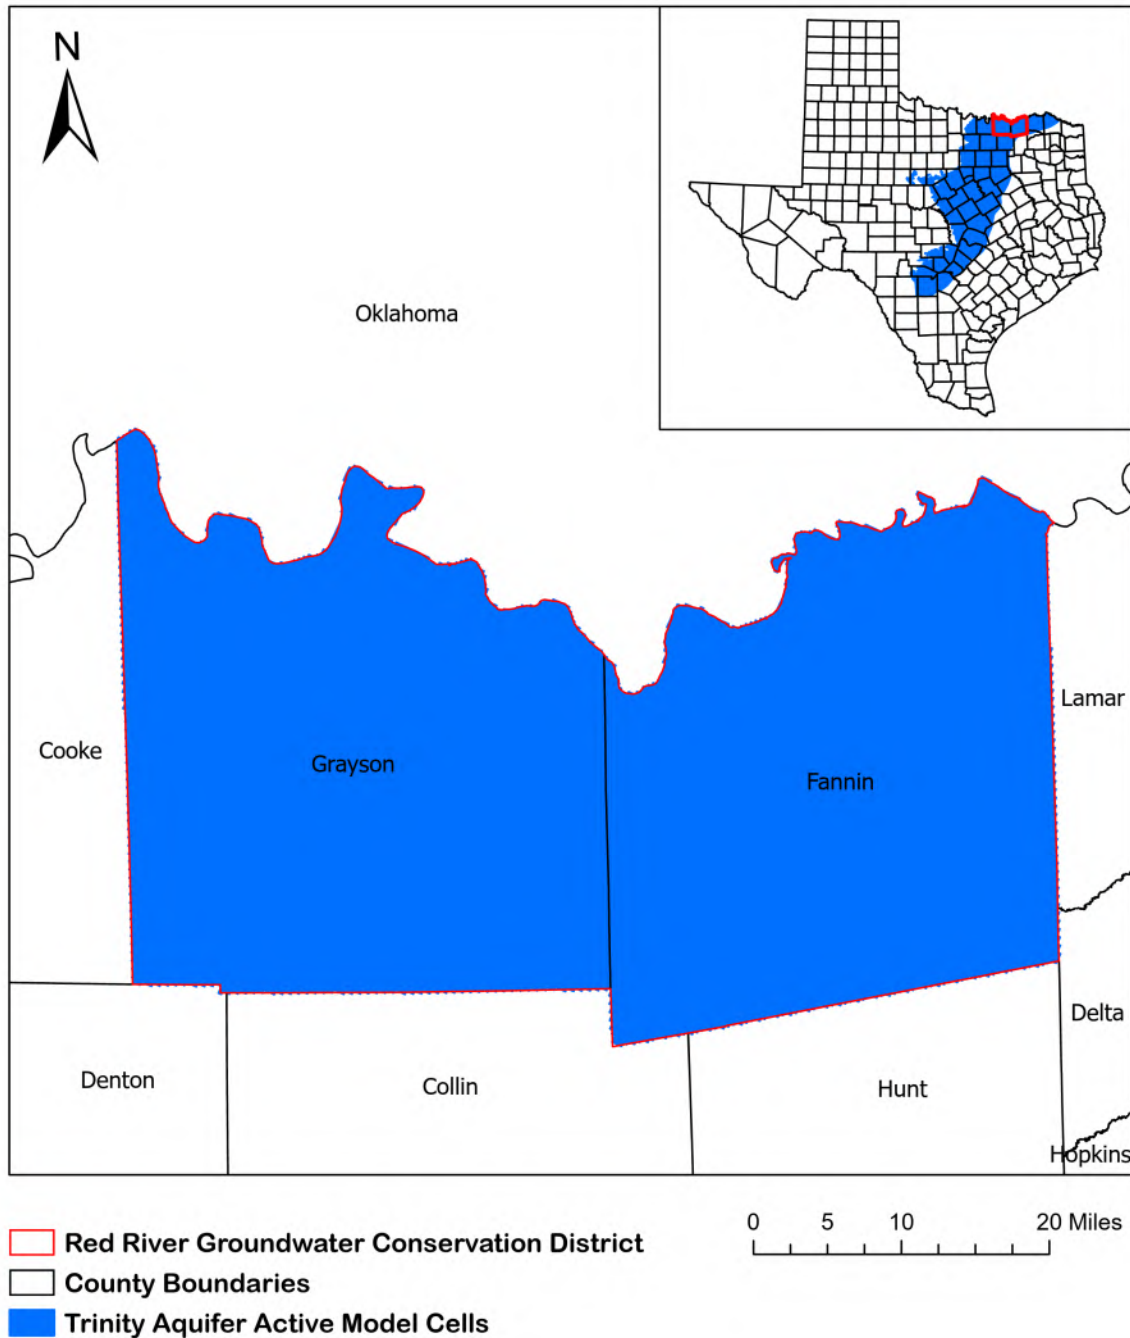 N
Oklahoma
Lamar
Cooke
Grayson
Fannin
Delta
Denton
Collin
Hunt
Hopkins
0 5 10 20 Miles
Red River Groundwater Conservation District
County Boundaries
Trinity Aquifer Active Model Cells